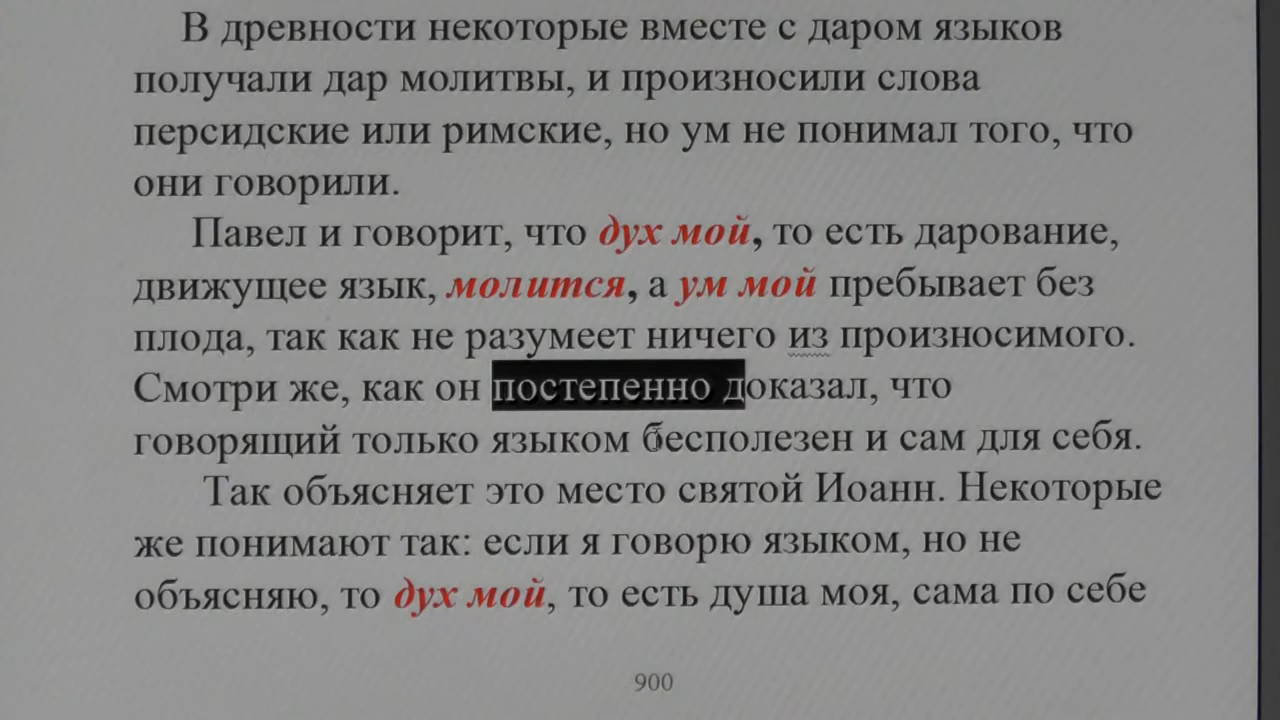 В древности некоторые вместе с даром языков
получали дар молитвы, и произносили слова
персидские или римские, но ум не понимал того, что
они говорили.
Павел и говорит, что дух мой, то есть дарование,
движущее язык, молится, а ум мой пребывает без
плода, так как не разумеет ничего из произносимого.
Смотри же, как он постепенно доказал, что
говорящий только языком бесполезен и сам для себя.
Так объясняет это место святой Иоанн. Некоторые
же понимают так: если я говорю языком, но не
объясняю, то дух мой, то есть душа моя, сама по себе
900